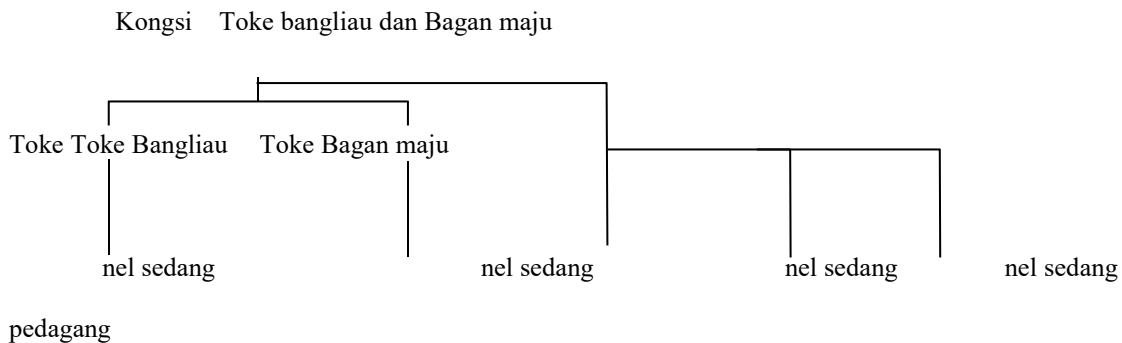 Kongsi Toke bangliau dan Bagan maju
Toke Toke Bangliau Toke Bagan maju
nel sedang nel sedang nel sedang nel sedang
pedagang